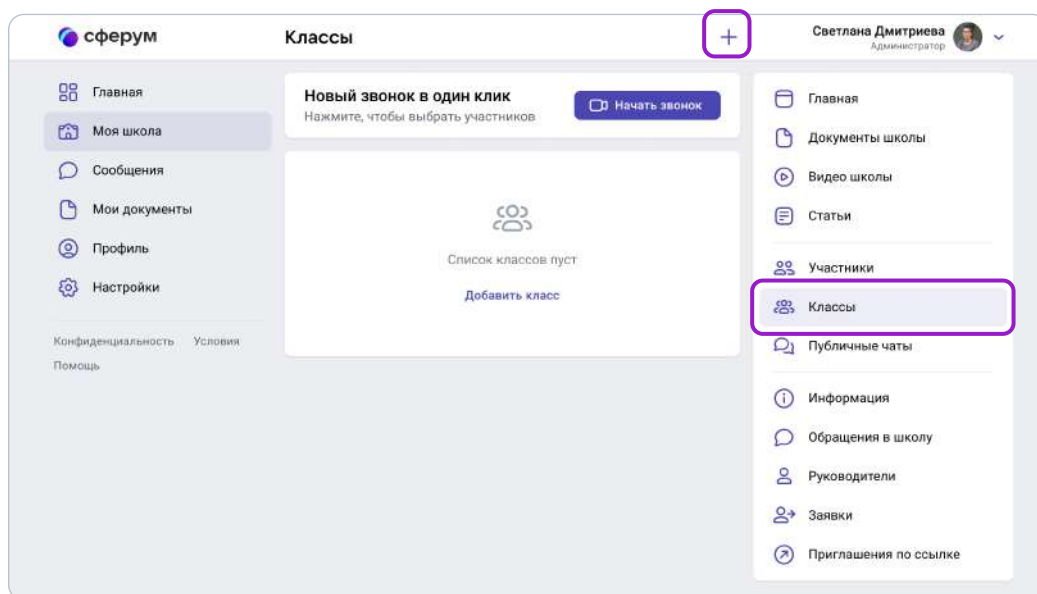 сферум
Классы
Светлана Дмитриева
Администратор
Главная
Моя школа
Сообщения
Мои документы
Профиль
Настройки
Конфиденциальность Условия
Помощь
Новый звонок в один клик
Нажмите, чтобы выбрать участников
Начать звонок
Список классов пуст
Добавить класс
Главная
Документы школы
Видео школы
Статьи
Участники
Классы
Публичные чаты
Информация
Обращения в школу
Руководители
Заявки
Приглашения по ссылке